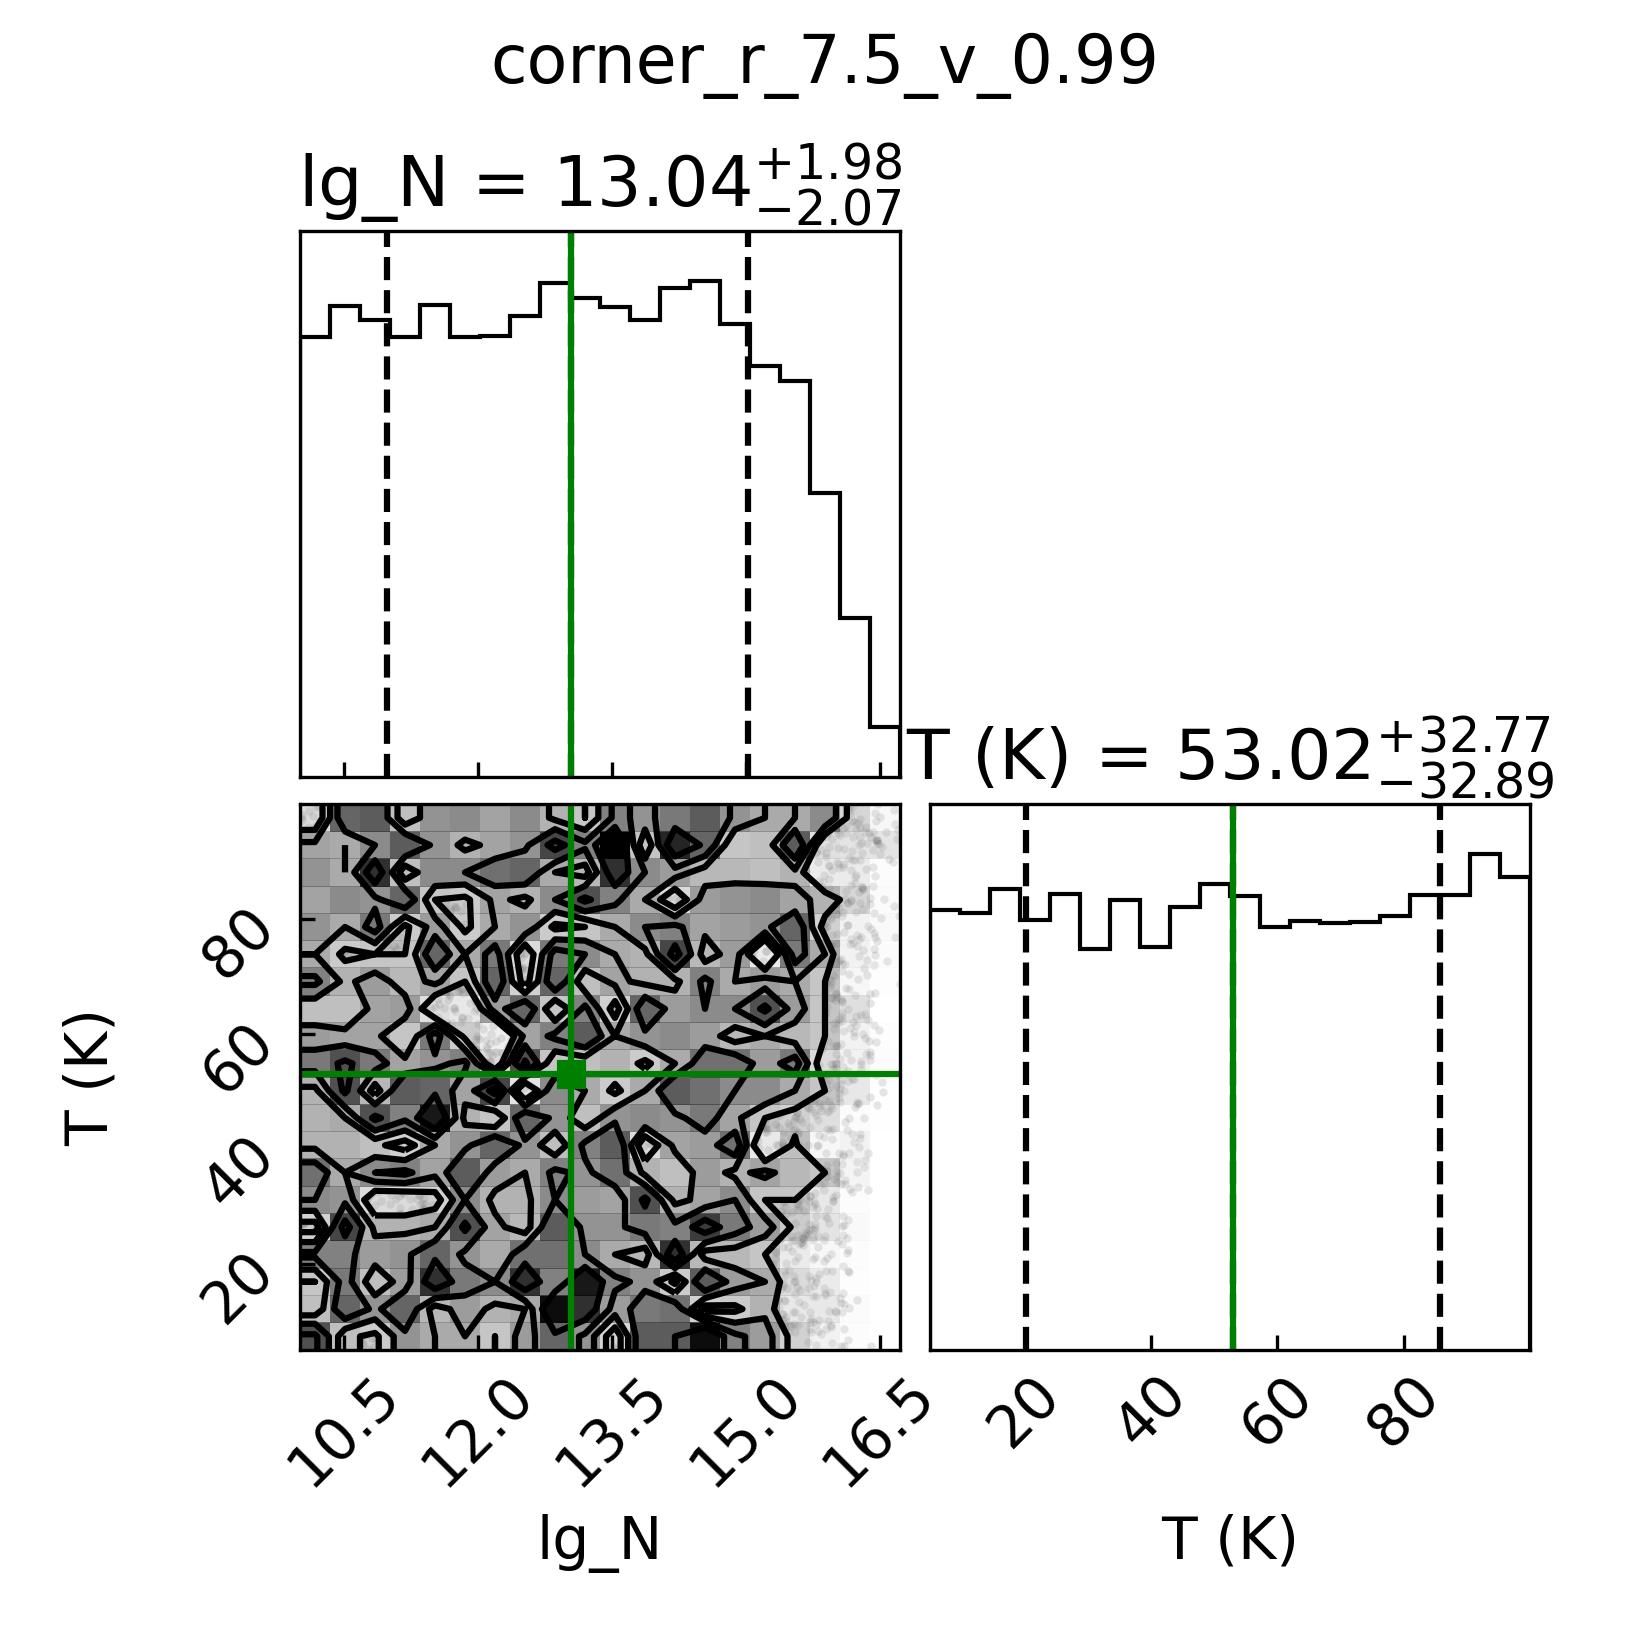 corner_r_7.5_v_0.99
lg_N = 13.04+1.98−2.07
T (K) = 53.02+32.77−32.89
T (K)
80
60
40
20
10.5 12.0 13.5 15.0 16.5
20 40 60 80
lg_N
T (K)